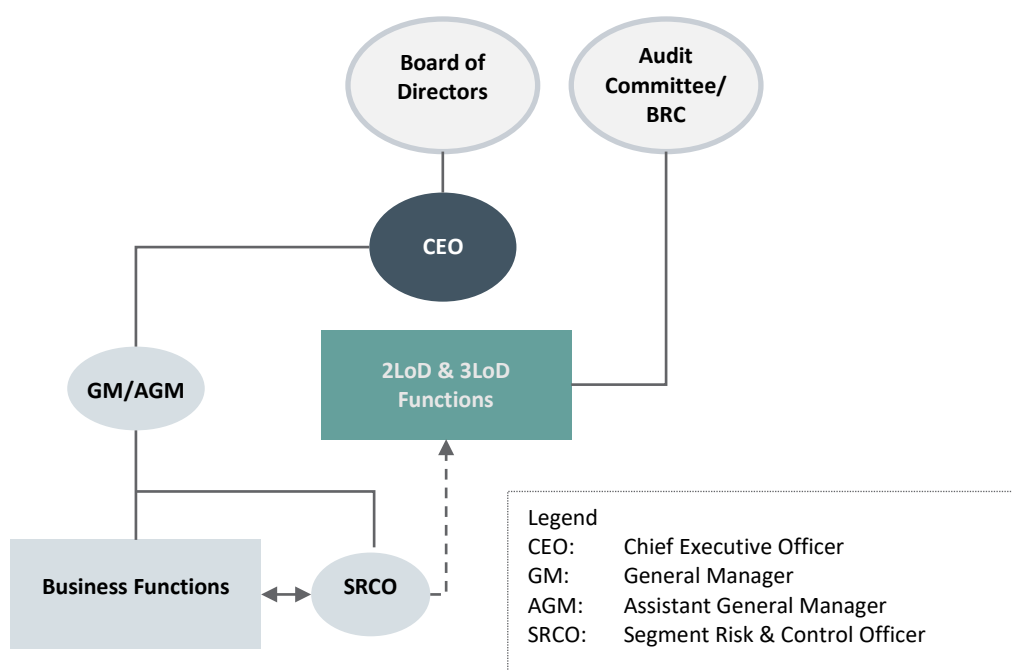 Board of
Directors
Audit
Committee/
BRC
CEO
2LoD & 3LoD
Functions
GM/AGM
Business Functions
SRCO
Legend
CEO: Chief Executive Officer
GM: General Manager
AGM: Assistant General Manager
SRCO: Segment Risk & Control Officer